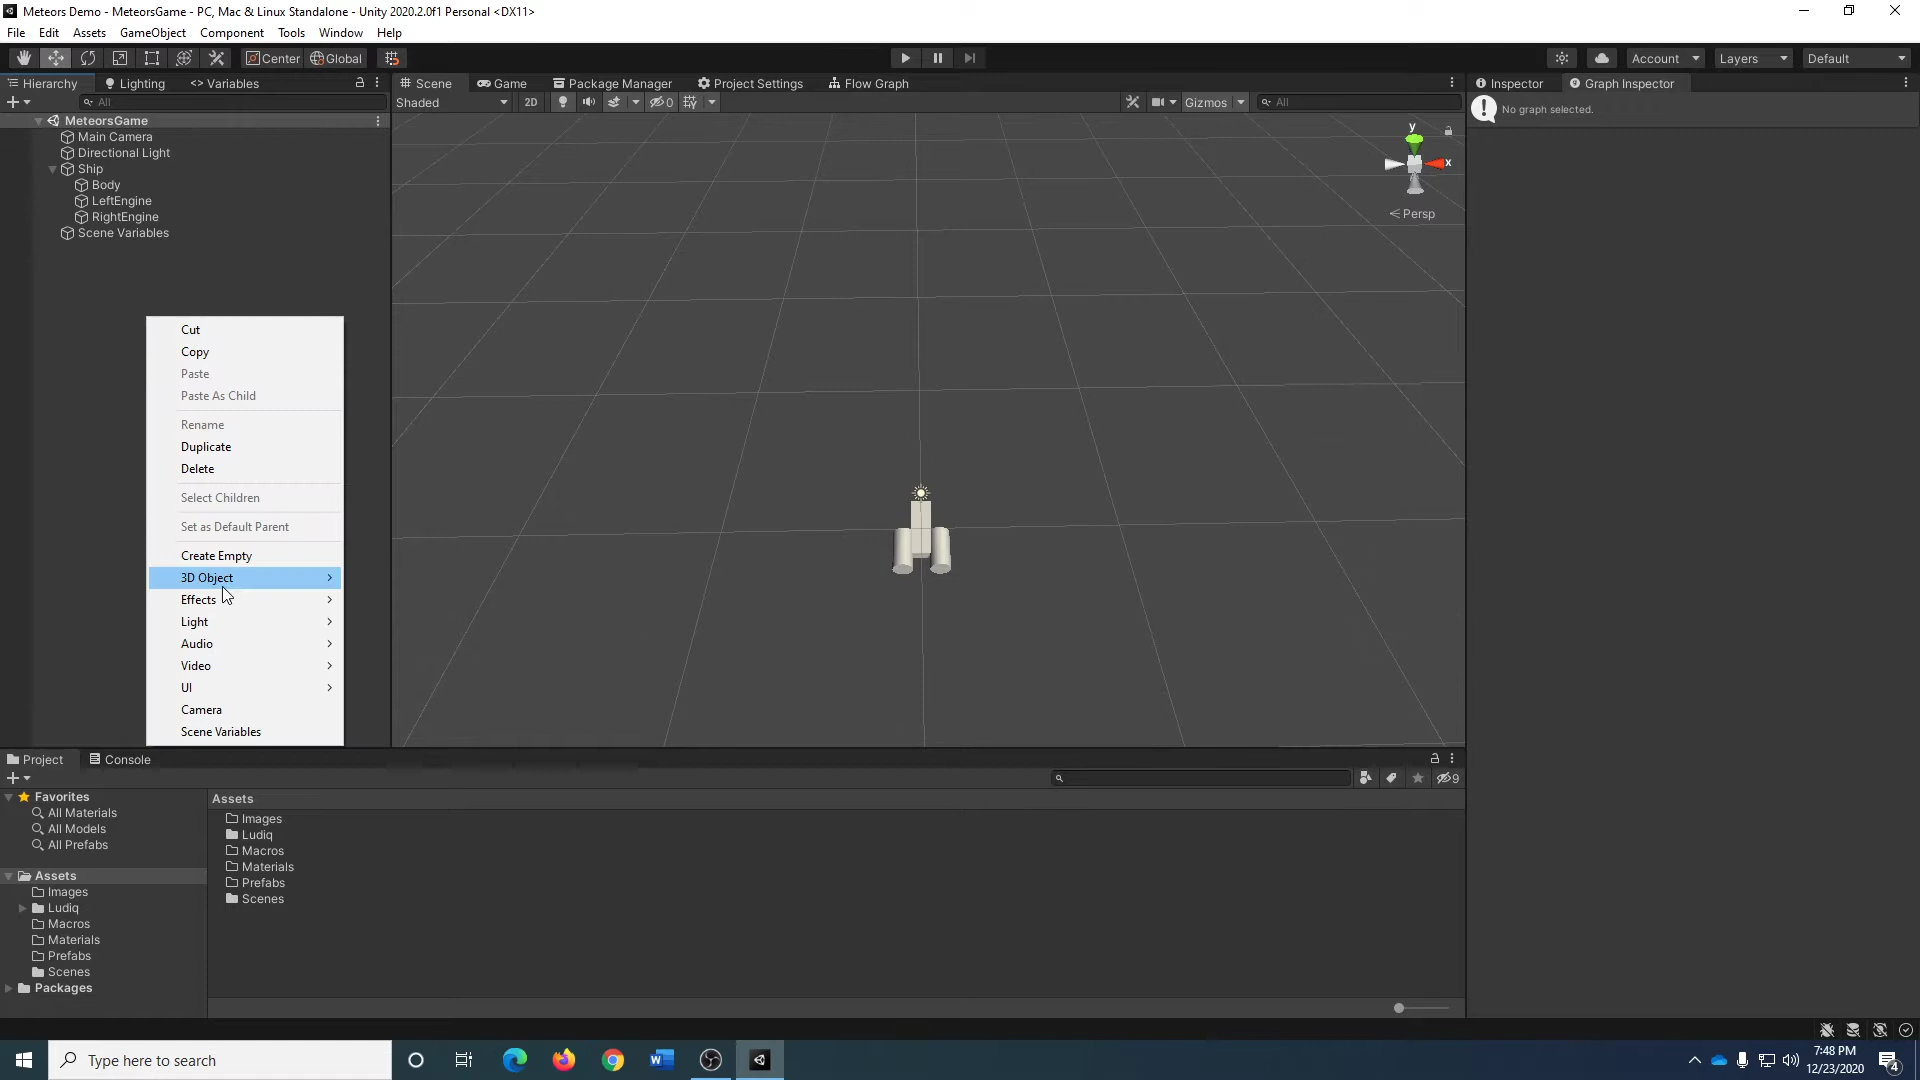 Meteors Demo - MeteorsGame - PC, Mac & Linux Standalone - Unity 2020.2.0f1 Personal <DX11>
File Edit Assets GameObject Component Tools Window Help
Center Global Account Layers Default
Hierarchy Lighting <> Variables Scene Game Package Manager Project Settings Flow Graph Inspector Graph Inspector
All Shaded 2D 0 Gizmos All No graph selected.
MeteorsGame
Main Camera
Directional Light
Ship
Body
LeftEngine
RightEngine
Scene Variables
y
x
Persp
Cut
Copy
Paste
Paste As Child
Rename
Duplicate
Delete
Select Children
Set as Default Parent
Create Empty
3D Object
Effects
Light
Audio
Video
UI
Camera
Scene Variables
Project Console
9
Favorites
All Materials
All Models
All Prefabs
Assets
Images
Ludiq
Macros
Materials
Prefabs
Scenes
Packages
Assets
Images
Ludiq
Macros
Materials
Prefabs
Scenes
Type here to search
W
7:48 PM
12/23/2020
4